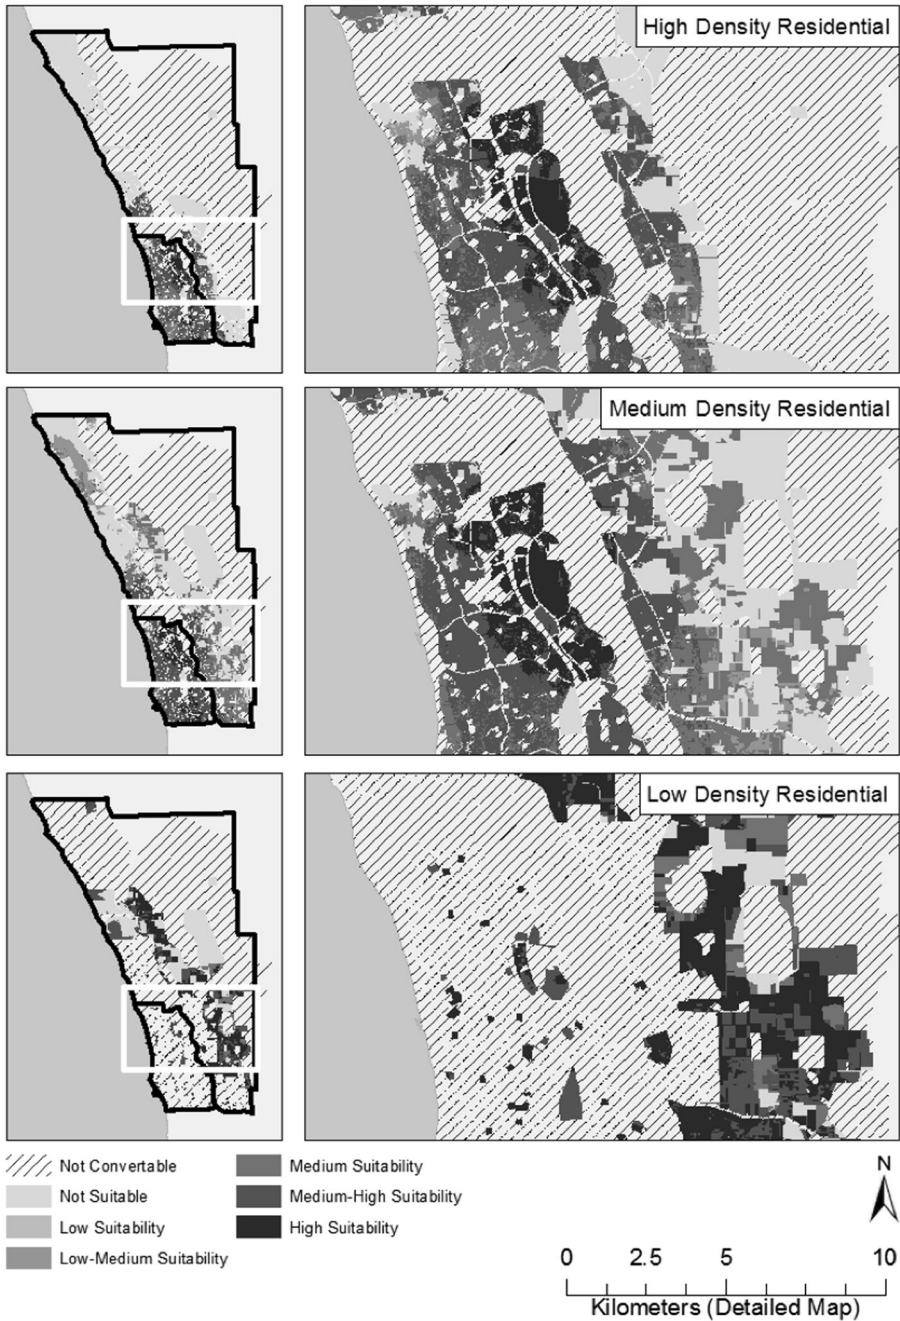 High Density Residential
Medium Density Residential
Low Density Residential
Not Convertable
Not Suitable
Low Suitability
Low-Medium Suitability
Medium Suitability
Medium-High Suitability
High Suitability
N
0 2.5 5 10
Kilometers (Detailed Map)